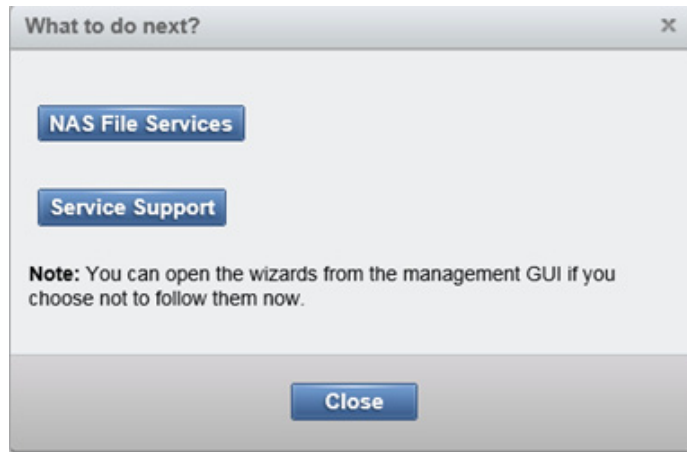 What to do next?
NAS File Services
Service Support
Note: You can open the wizards from the management GUI if you
choose not to follow them now.
Close